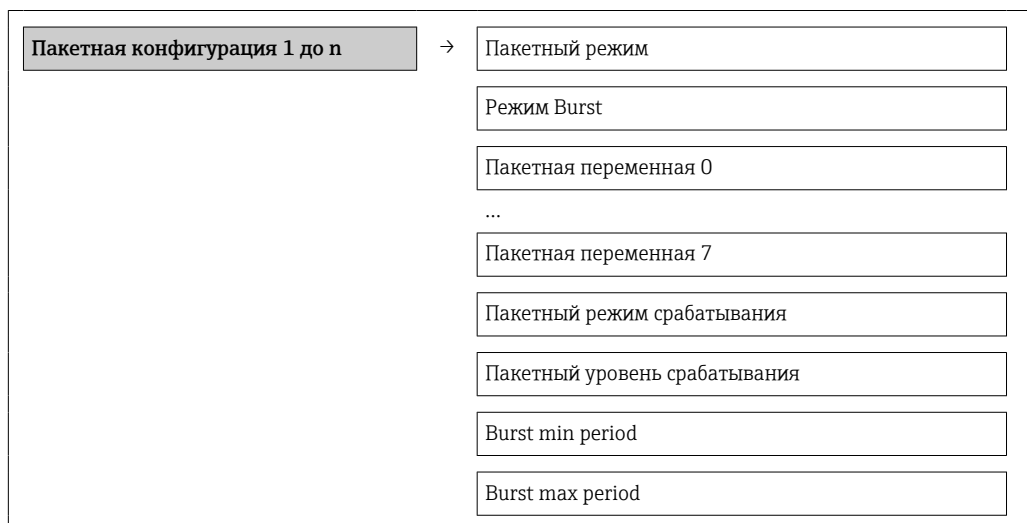 Пакетная конфигурация 1 до n → Пакетный режим
Режим Burst
Пакетная переменная 0
...
Пакетная переменная 7
Пакетный режим срабатывания
Пакетный уровень срабатывания
Burst min period
Burst max period